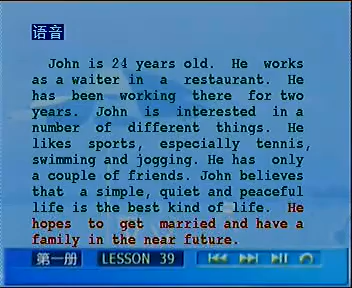 语音
John is 24 years old. He works
as a waiter in a restaurant. He
has been working there for two
years. John is interested in a
number of different things. He
likes sports, especially tennis,
swimming and jogging. He has only
a couple of friends. John believes
that a simple, quiet and peaceful
life is the best kind of life. He
hopes to get married and have a
family in the near future.
第一册 LESSON 39